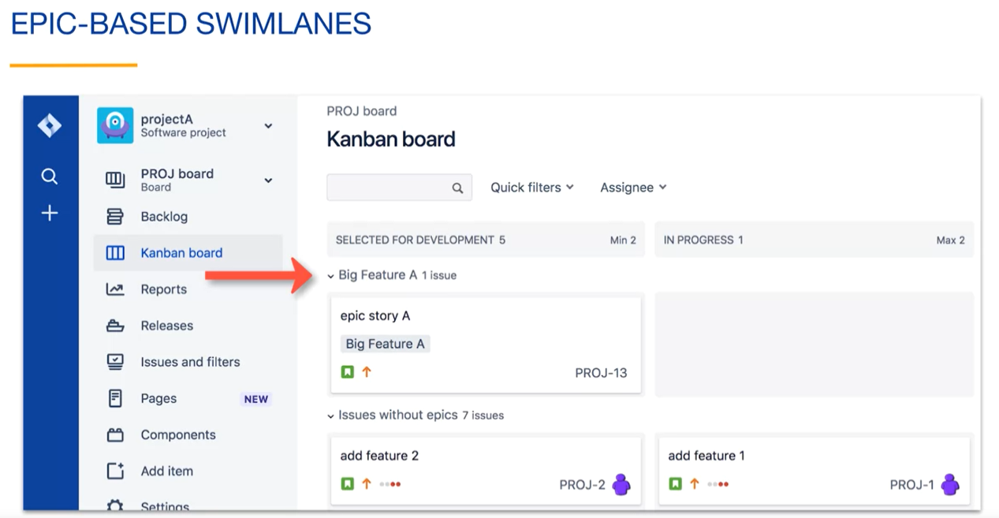 EPIC-BASED SWIMLANES
projectA
Software project
PROJ board
Board
Backlog
Kanban board
Reports
Releases
Issues and filters
Pages NEW
Components
Add item
Settings
PROJ board
Kanban board
Quick filters Assignee
SELECTED FOR DEVELOPMENT 5 Min 2 IN PROGRESS 1 Max 2
Big Feature A 1 issue
epic story A
Big Feature A
PROJ-13
Issues without epics 7 issues
add feature 2
PROJ-2
add feature 1
PROJ-1